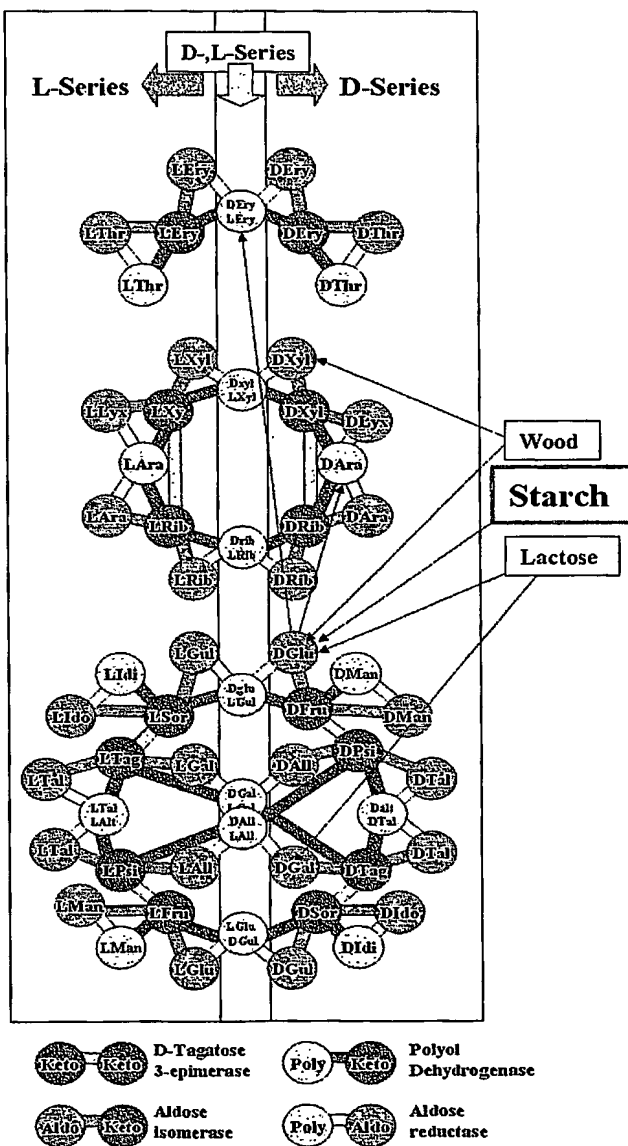 D-,L-Series
L-Series
D-Series
LEry
DEry
DEry
LEry
LThr
LEry
DEry
DThr
LThr
DThr
LXyl
DXyl
Dxyl
LXyl
LLyx
LXy
DXyl
DLyx
LAra
DAra
Wood
Starch
Lactose
LAra
LRib
DRib
DAra
Drib
LRib
LRib
DRib
LGul
DGlu
LIdi
Dglu
LGul
DMan
LIdo
LSor
DFru
DMan
LTag
LGal
DAll
DPsi
LTal
DTal
DGal
LTal
LAlt
DAll
LAll
DTal
LTal
DTal
LPsi
LAll
DGal
DTag
LMan
LFru
DSor
DIdo
LMan
LGlu
DGul
DIdi
LGlu
DGul
Keto
Keto
D-Tagatose
3-epimerase
Poly
Keto
Polyol
Dehydrogenase
Aldo
Keto
Aldose
isomerase
Poly
Aldo
Aldose
reductase